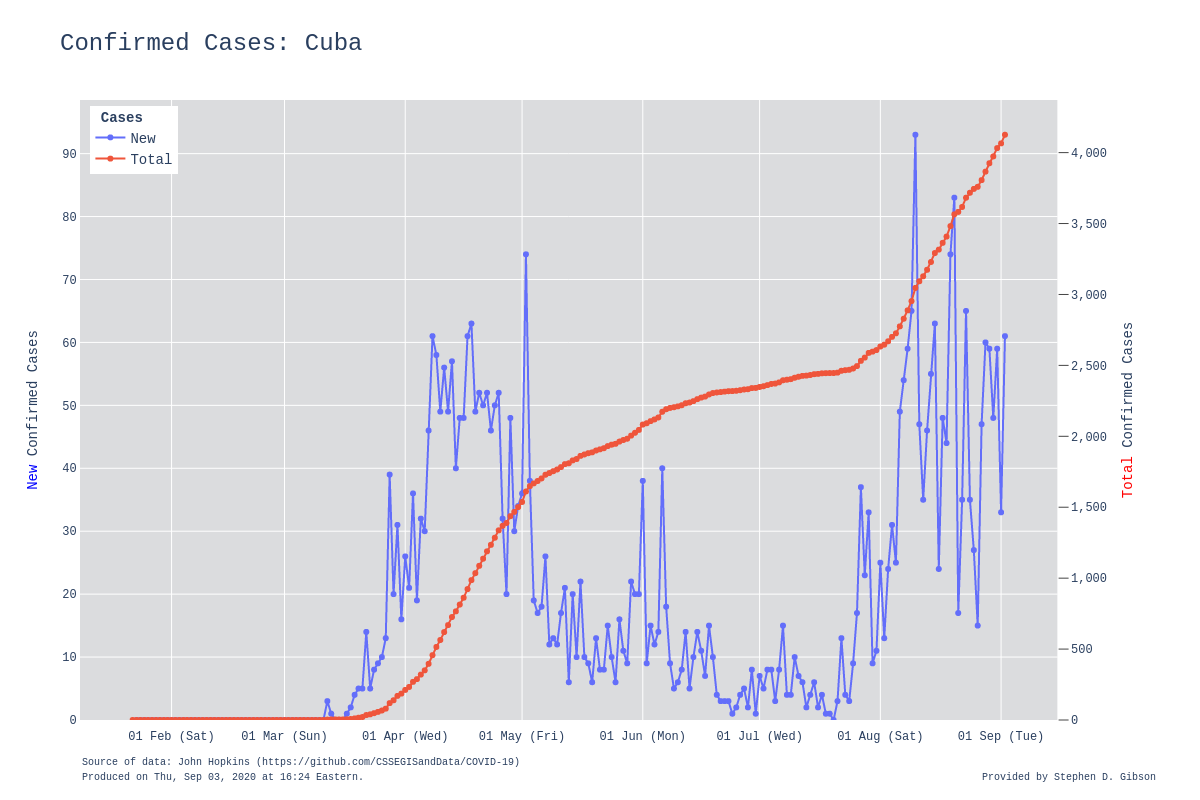 Confirmed Cases: Cuba
Cases
New
Total
90
80
70
60
50
40
30
20
10
0
4,000
3,500
3,000
2,500
2,000
1,500
1,000
500
0
New Confirmed Cases
Total Confirmed Cases
01 Feb (Sat) 01 Mar (Sun) 01 Apr (Wed) 01 May (Fri) 01 Jun (Mon) 01 Jul (Wed) 01 Aug (Sat) 01 Sep (Tue)
Source of data: John Hopkins (https://github.com/CSSEGISandData/COVID-19)
Produced on Thu, Sep 03, 2020 at 16:24 Eastern.
Provided by Stephen D. Gibson